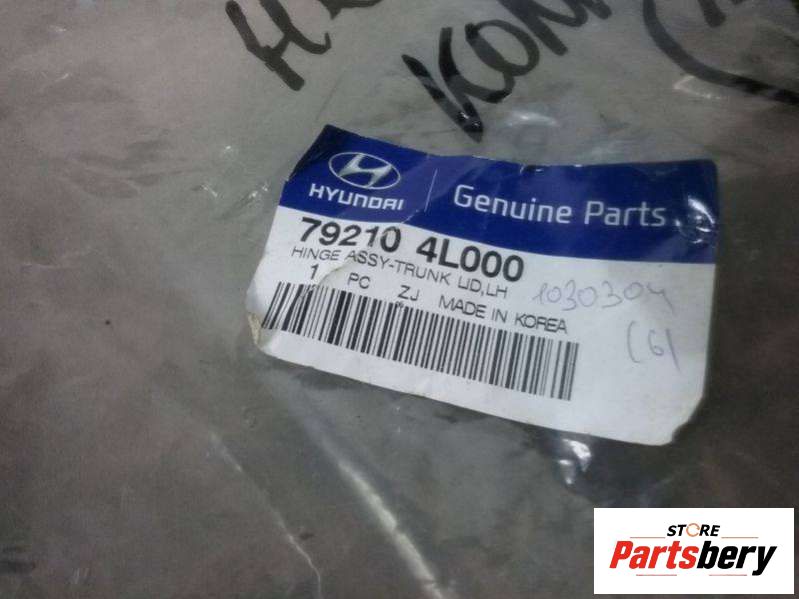 HYUNDAI
Genuine Parts
79210 4L000
HINGE ASSY-TRUNK LID,LH
1 PC ZJ MADE IN KOREA
1030304
(6)
STORE
Partsbery